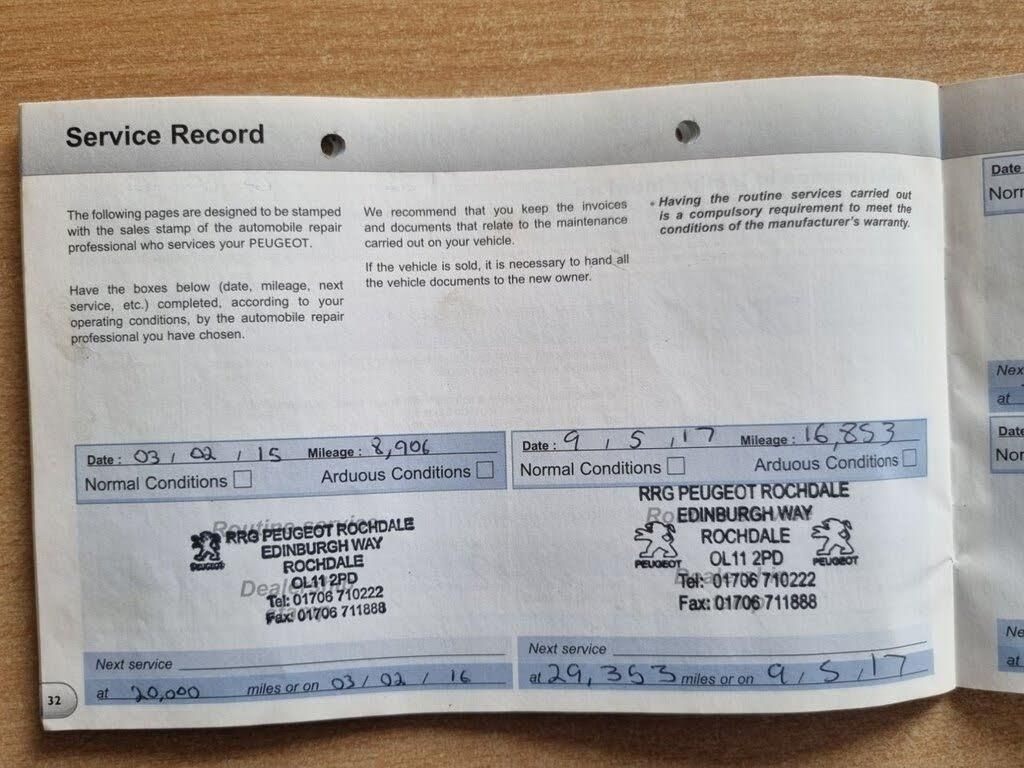 Service Record
The following pages are designed to be stamped
with the sales stamp of the automobile repair
professional who services your PEUGEOT.
Have the boxes below (date, mileage, next
service, etc.) completed, according to your
operating conditions, by the automobile repair
professional you have chosen.
We recommend that you keep the invoices
and documents that relate to the maintenance
carried out on your vehicle.
If the vehicle is sold, it is necessary to hand all
the vehicle documents to the new owner.
• Having the routine services carried out
is a compulsory requirement to meet the
conditions of the manufacturer's warranty.
Date : 03 / 02 / 15 Mileage : 8,906
Normal Conditions Arduous Conditions
Routine service
PEUGEOT
RRG PEUGEOT ROCHDALE
EDINBURGH WAY
ROCHDALE
OL11 2PD
Tel: 01706 710222
Fax: 01706 711888
Next service
at 20,000 miles or on 03 / 02 / 16
Date : 9 / 5 / 17 Mileage : 16,853
Normal Conditions Arduous Conditions
RRG PEUGEOT ROCHDALE
EDINBURGH WAY
ROCHDALE
OL11 2PD
PEUGEOT PEUGEOT
Tel: 01706 710222
Fax: 01706 711888
Next service
at 29,353 miles or on 9 / 5 / 17
32
Date
Nex
at
Date
Ne
at